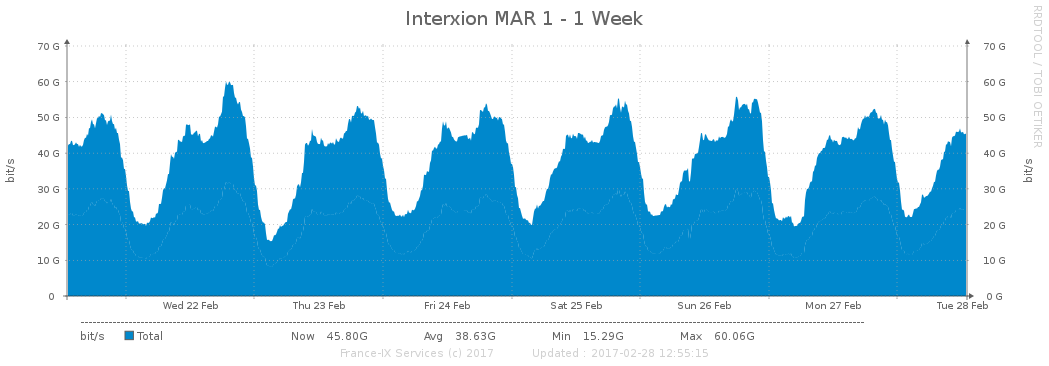 Interxion MAR 1 - 1 Week
RRDTOOL / TOBI OETIKER
bit/s
70 G
60 G
50 G
40 G
30 G
20 G
10 G
0
70 G
60 G
50 G
40 G
30 G
20 G
10 G
0 G
bit/s
Wed 22 Feb Thu 23 Feb Fri 24 Feb Sat 25 Feb Sun 26 Feb Mon 27 Feb Tue 28 Feb
bit/s Total Now 45.80G Avg 38.63G Min 15.29G Max 60.06G
France-IX Services (c) 2017 Updated : 2017-02-28 12:55:15